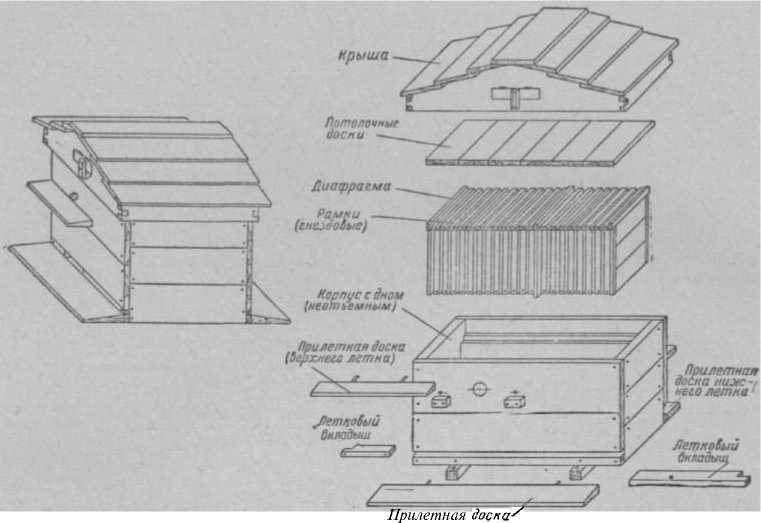 Крыша
Потолочные
доски
Диафрагма
Рамки
(гнездовые)
Корпус с дном
(неотъемным)
Прилетная доска
(верхнего летка)
Прилетная
доска ниж-
него летка
Летковый
вкладыш
Летковый
вкладыщ
Прилетная доска